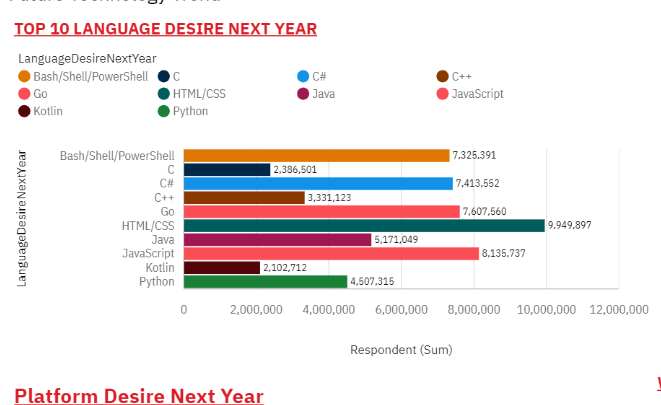 Future Technology Trend
TOP 10 LANGUAGE DESIRE NEXT YEAR
LanguageDesireNextYear
Bash/Shell/PowerShell C C# C++
Go HTML/CSS Java JavaScript
Kotlin Python
LanguageDesireNextYear
Bash/Shell/PowerShell 7,325,391
C 2,386,501
C# 7,413,552
C++ 3,331,123
Go 7,607,560
HTML/CSS 9,949,897
Java 5,171,049
JavaScript 8,135,737
Kotlin 2,102,712
Python 4,507,315
0 2,000,000 4,000,000 6,000,000 8,000,000 10,000,000 12,000,000
Respondent (Sum)
Platform Desire Next Year